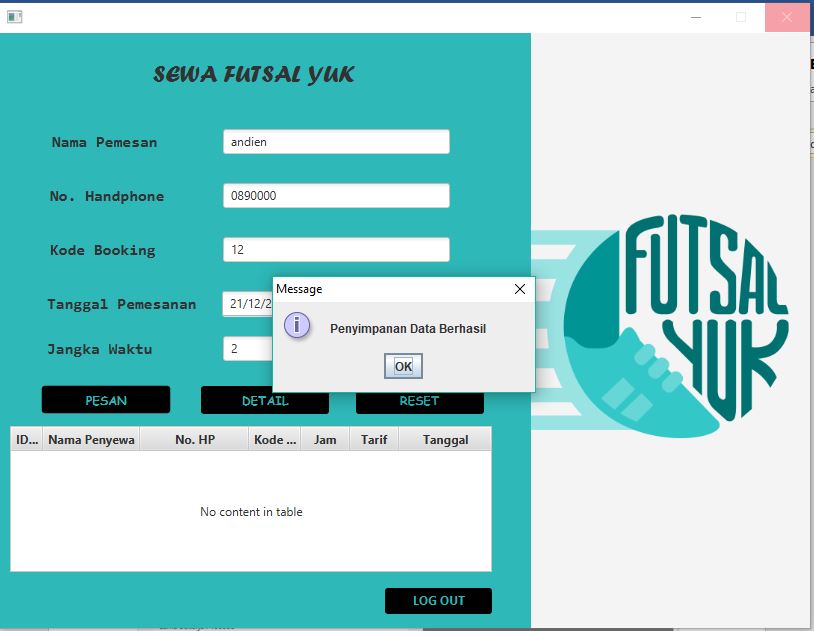 SEWA FUTSAL YUK
Nama Pemesan
andien
No. Handphone
0890000
Kode Booking
12
Tanggal Pemesanan
21/12/2
Jangka Waktu
2
Message
Penyimpanan Data Berhasil
OK
PESAN
DETAIL
RESET
ID... Nama Penyewa No. HP Kode ... Jam Tarif Tanggal
No content in table
LOG OUT
FUTSAL
YUK